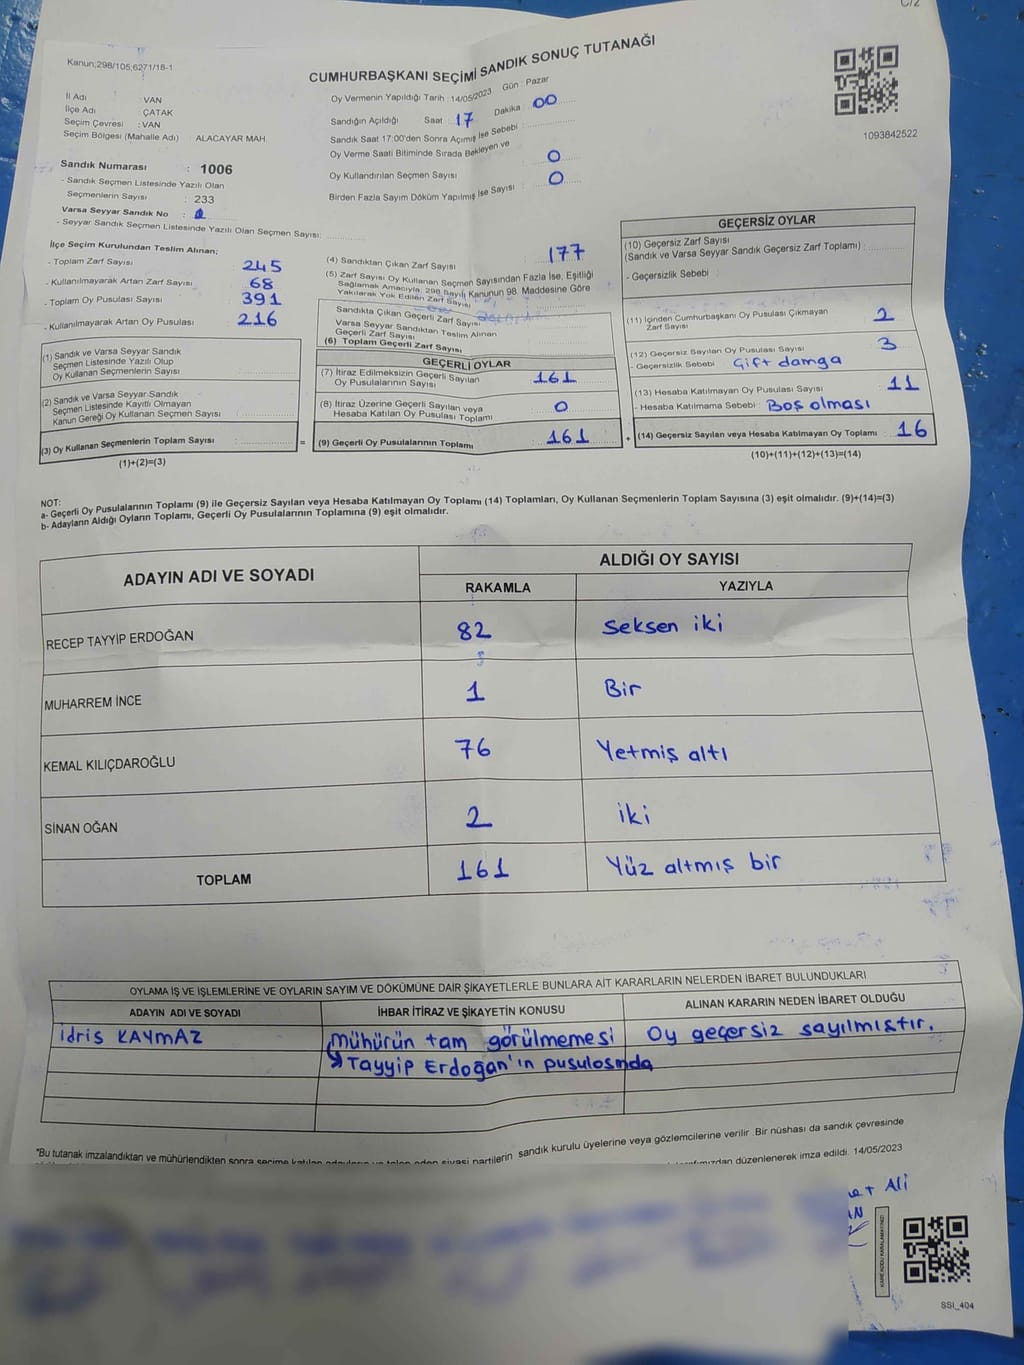 C/2
Kanun;298/105;6271/18-1
CUMHURBAŞKANI SEÇİMİ SANDIK SONUÇ TUTANAĞI
1093842522
İl Adı : VAN
İlçe Adı : ÇATAK
Seçim Çevresi : VAN
Seçim Bölgesi (Mahalle Adı) : ALACAYAR MAH.
Sandık Numarası : 1006
- Sandık Seçmen Listesinde Yazılı Olan
Seçmenlerin Sayısı : 233
Varsa Seyyar Sandık No :
- Seyyar Sandık Seçmen Listesinde Yazılı Olan Seçmen Sayısı:
Oy Vermenin Yapıldığı Tarih : 14/05/2023 Gün : Pazar
Sandığın Açıldığı Saat : 17 Dakika : 00
Sandık Saat 17:00'den Sonra Açımış İse Sebebi :
Oy Verme Saati Bitiminde Sırada Bekleyen ve
Oy Kullandırılan Seçmen Sayısı : 0
Birden Fazla Sayım Döküm Yapılmış İse Sayısı : 0
İlçe Seçim Kurulundan Teslim Alınan;
- Toplam Zarf Sayısı : 245
- Kullanılmayarak Artan Zarf Sayısı : 68
- Toplam Oy Pusulası Sayısı : 391
- Kullanılmayarak Artan Oy Pusulası : 216
(1) Sandık ve Varsa Seyyar Sandık
Seçmen Listesinde Yazılı Olup
Oy Kullanan Seçmenlerin Sayısı :
(2) Sandık ve Varsa Seyyar Sandık
Seçmen Listesinde Kayıtlı Olmayan
Kanun Gereği Oy Kullanan Seçmen Sayısı :
(3) Oy Kullanan Seçmenlerin Toplam Sayısı :
(1)+(2)=(3)
=
(4) Sandıktan Çıkan Zarf Sayısı : 177
(5) Zarf Sayısı Oy Kullanan Seçmen Sayısından Fazla İse, Eşitliği
Sağlamak Amacıyla, 298 Sayılı Kanunun 98. Maddesine Göre
Yakılarak Yok Edilen Zarf Sayısı
Sandıkta Çıkan Geçerli Zarf Sayısı
Varsa Seyyar Sandıktan Teslim Alınan
Geçerli Zarf Sayısı
(6) Toplam Geçerli Zarf Sayısı
GEÇERLİ OYLAR
(7) İtiraz Edilmeksizin Geçerli Sayılan
Oy Pusulalarının Sayısı : 161
(8) İtiraz Üzerine Geçerli Sayılan veya
Hesaba Katılan Oy Pusulası Toplamı : 0
(9) Geçerli Oy Pusulalarının Toplamı : 161
+
GEÇERSİZ OYLAR
(10) Geçersiz Zarf Sayısı
(Sandık ve Varsa Seyyar Sandık Geçersiz Zarf Toplamı) :
- Geçersizlik Sebebi :
(11) İçinden Cumhurbaşkanı Oy Pusulası Çıkmayan
Zarf Sayısı : 2
(12) Geçersiz Sayılan Oy Pusulası Sayısı : 3
- Geçersizlik Sebebi : Çift damga
(13) Hesaba Katılmayan Oy Pusulası Sayısı : 11
- Hesaba Katılmama Sebebi : Boş olması
(14) Geçersiz Sayılan veya Hesaba Katılmayan Oy Toplamı : 16
(10)+(11)+(12)+(13)=(14)
NOT:
a- Geçerli Oy Pusulalarının Toplamı (9) ile Geçersiz Sayılan veya Hesaba Katılmayan Oy Toplamı (14) Toplamları, Oy Kullanan Seçmenlerin Toplam Sayısına (3) eşit olmalıdır. (9)+(14)=(3)
b- Adayların Aldığı Oyların Toplamı, Geçerli Oy Pusulalarının Toplamına (9) eşit olmalıdır.
ADAYIN ADI VE SOYADI
ALDIĞI OY SAYISI
RAKAMLA YAZIYLA
RECEP TAYYİP ERDOĞAN 82 Seksen iki
MUHARREM İNCE 1 Bir
KEMAL KILIÇDAROĞLU 76 Yetmiş altı
SİNAN OĞAN 2 iki
TOPLAM 161 Yüz altmış bir
OYLAMA İŞ VE İŞLEMLERİNE VE OYLARIN SAYIM VE DÖKÜMÜNE DAİR ŞİKAYETLERLE BUNLARA AİT KARARLARIN NELERDEN İBARET BULUNDUKLARI
ADAYIN ADI VE SOYADI İHBAR İTİRAZ VE ŞİKAYETİN KONUSU ALINAN KARARIN NEDEN İBARET OLDUĞU
idris KAYMAZ mühürün tam görülmemesi Oy geçersiz sayılmıştır.
Tayyip Erdoğan'ın pusulasında
"Bu tutanak imzalandıktan ve mühürlendikten sonra seçime katılan siyasi partilerin sandık kurulu üyelerine veya gözlemcilerine verilir. Bir nüshası da sandık çevresinde
düzenlenerek imza edildi. 14/05/2023
Ali
SSI_404